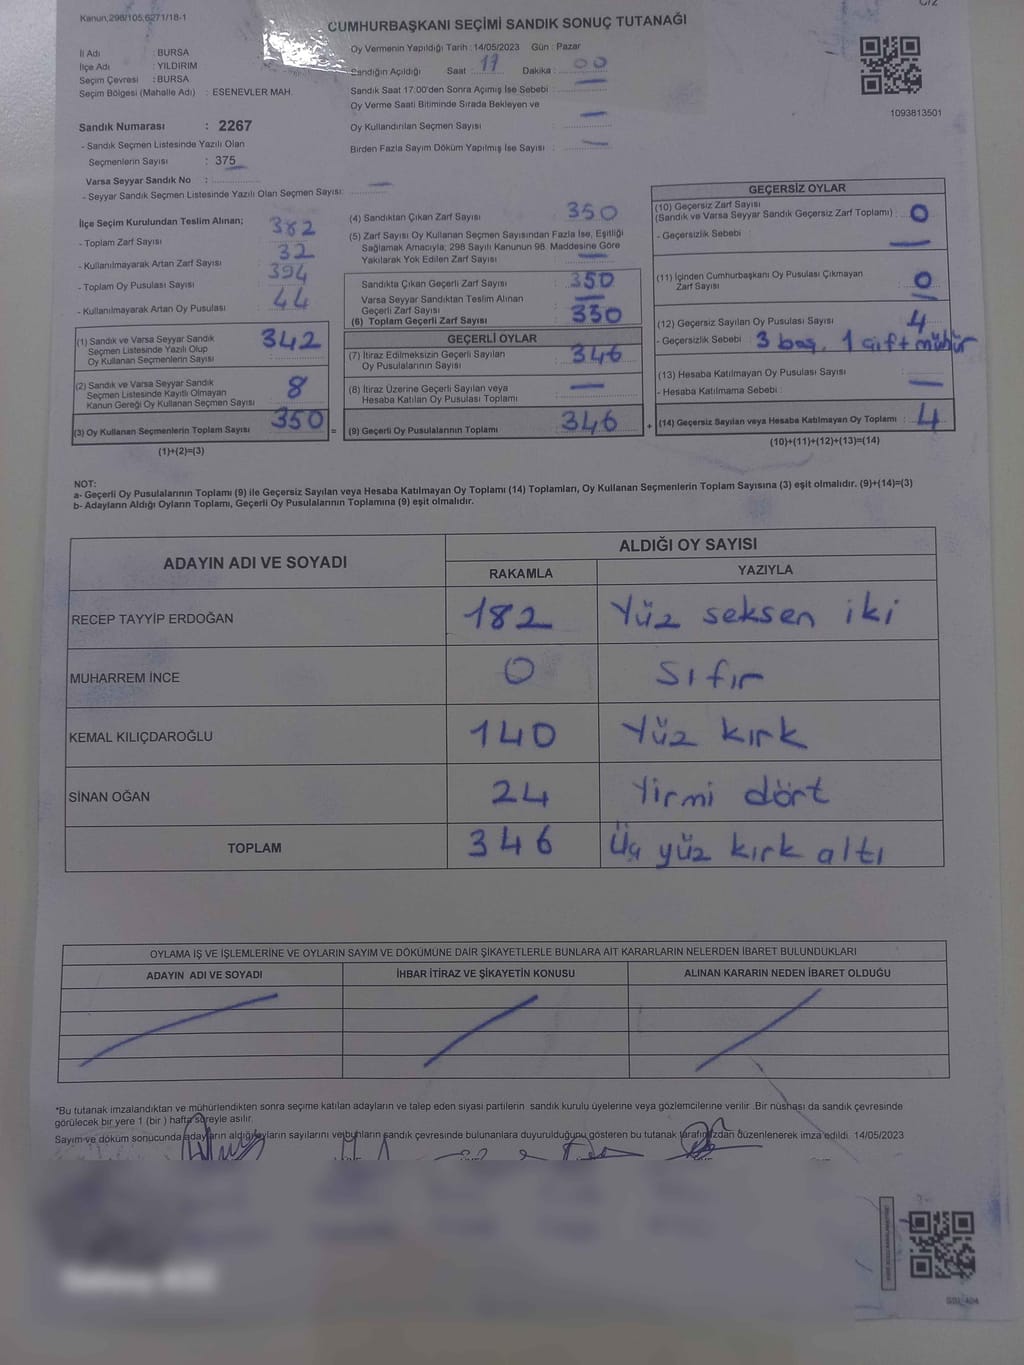 Kanun,298/105,6271/18-1
CUMHURBAŞKANI SEÇİMİ SANDIK SONUÇ TUTANAĞI
İl Adı : BURSA
İlçe Adı : YILDIRIM
Seçim Çevresi : BURSA
Seçim Bölgesi (Mahalle Adı) : ESENEVLER MAH.
Oy Vermenin Yapıldığı Tarih : 14/05/2023 Gün : Pazar
Sandığın Açıldığı Saat : 17 Dakika : 00
Sandık Saat 17:00'den Sonra Açımış İse Sebebi :
Oy Verme Saati Bitiminde Sırada Bekleyen ve
Oy Kullandırılan Seçmen Sayısı :
Birden Fazla Sayım Döküm Yapılmış İse Sayısı :
1093813501
Sandık Numarası : 2267
- Sandık Seçmen Listesinde Yazılı Olan
Seçmenlerin Sayısı : 375
Varsa Seyyar Sandık No :
- Seyyar Sandık Seçmen Listesinde Yazılı Olan Seçmen Sayısı:
İlçe Seçim Kurulundan Teslim Alınan;
- Toplam Zarf Sayısı : 382
- Kullanılmayarak Artan Zarf Sayısı : 32
- Toplam Oy Pusulası Sayısı : 394
- Kullanılmayarak Artan Oy Pusulası : 44
(1) Sandık ve Varsa Seyyar Sandık
Seçmen Listesinde Yazılı Olup
Oy Kullanan Seçmenlerin Sayısı : 342
(2) Sandık ve Varsa Seyyar Sandık
Seçmen Listesinde Kayıtlı Olmayan
Kanun Gereği Oy Kullanan Seçmen Sayısı : 8
(3) Oy Kullanan Seçmenlerin Toplam Sayısı : 350 =
(1)+(2)=(3)
(4) Sandıktan Çıkan Zarf Sayısı : 350
(5) Zarf Sayısı Oy Kullanan Seçmen Sayısından Fazla İse, Eşitliği
Sağlamak Amacıyla; 298 Sayılı Kanunun 98. Maddesine Göre
Yakılarak Yok Edilen Zarf Sayısı :
Sandıkta Çıkan Geçerli Zarf Sayısı : 350
Varsa Seyyar Sandıktan Teslim Alınan
Geçerli Zarf Sayısı :
(6) Toplam Geçerli Zarf Sayısı : 350
GEÇERLİ OYLAR
(7) İtiraz Edilmeksizin Geçerli Sayılan
Oy Pusulalarının Sayısı : 346
(8) İtiraz Üzerine Geçerli Sayılan veya
Hesaba Katılan Oy Pusulası Toplamı :
(9) Geçerli Oy Pusulalarının Toplamı : 346 +
GEÇERSİZ OYLAR
(10) Geçersiz Zarf Sayısı
(Sandık ve Varsa Seyyar Sandık Geçersiz Zarf Toplamı) : 0
- Geçersizlik Sebebi :
(11) İçinden Cumhurbaşkanı Oy Pusulası Çıkmayan
Zarf Sayısı : 0
(12) Geçersiz Sayılan Oy Pusulası Sayısı : 4
- Geçersizlik Sebebi : 3 boş, 1 çift mühür
(13) Hesaba Katılmayan Oy Pusulası Sayısı :
- Hesaba Katılmama Sebebi :
(14) Geçersiz Sayılan veya Hesaba Katılmayan Oy Toplamı : 4
(10)+(11)+(12)+(13)=(14)
NOT:
a- Geçerli Oy Pusulalarının Toplamı (9) ile Geçersiz Sayılan veya Hesaba Katılmayan Oy Toplamı (14) Toplamları, Oy Kullanan Seçmenlerin Toplam Sayısına (3) eşit olmalıdır. (9)+(14)=(3)
b- Adayların Aldığı Oyların Toplamı, Geçerli Oy Pusulalarının Toplamına (9) eşit olmalıdır.
ADAYIN ADI VE SOYADI
ALDIĞI OY SAYISI
RAKAMLA YAZIYLA
RECEP TAYYİP ERDOĞAN 182 Yüz seksen iki
MUHARREM İNCE 0 Sıfır
KEMAL KILIÇDAROĞLU 140 Yüz kırk
SİNAN OĞAN 24 Yirmi dört
TOPLAM 346 Üç yüz kırk altı
OYLAMA İŞ VE İŞLEMLERİNE VE OYLARIN SAYIM VE DÖKÜMÜNE DAİR ŞİKAYETLERLE BUNLARA AİT KARARLARIN NELERDEN İBARET BULUNDUKLARI
ADAYIN ADI VE SOYADI İHBAR İTİRAZ VE ŞİKAYETİN KONUSU ALINAN KARARIN NEDEN İBARET OLDUĞU
*Bu tutanak imzalandıktan ve mühürlendikten sonra seçime katılan adayların ve talep eden siyasi partilerin sandık kurulu üyelerine veya gözlemcilerine verilir .Bir nüshası da sandık çevresinde
görülecek bir yere 1 (bir ) hafta süreyle asılır.
Sayım ve döküm sonucunda adayların aldığı oyların sayılarını ve bunların sandık çevresinde bulunanlara duyurulduğunu gösteren bu tutanak tarafımızdan düzenlenerek imza edildi. 14/05/2023